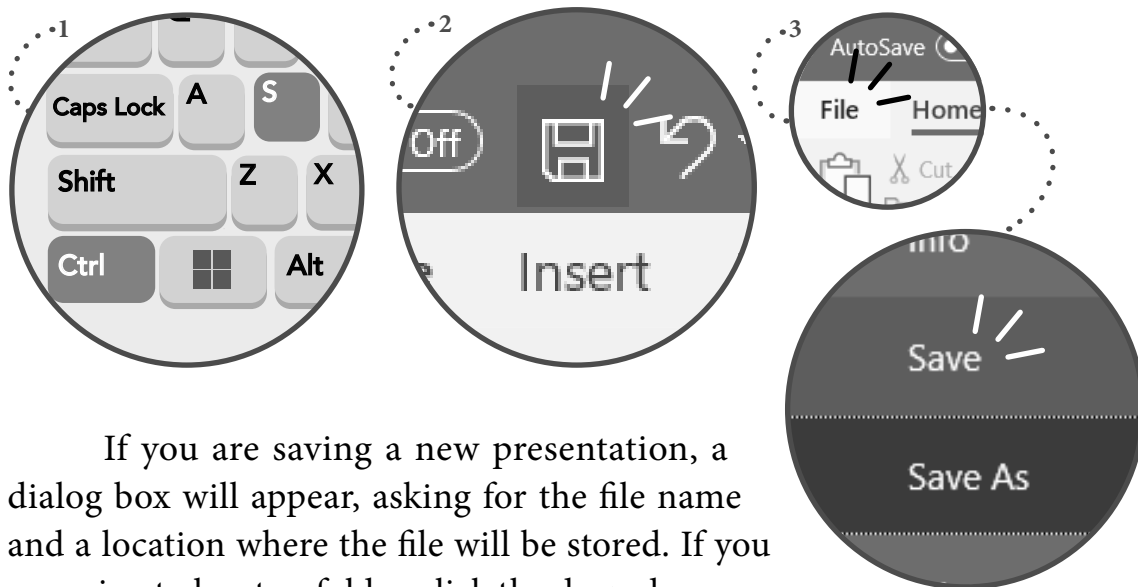 1
Caps Lock A S
Shift Z X
Ctrl Alt
2
Off
Insert
3
AutoSave
File Home
Cut
Info
Save
Save As
If you are saving a new presentation, a
dialog box will appear, asking for the file name
and a location where the file will be stored. If you